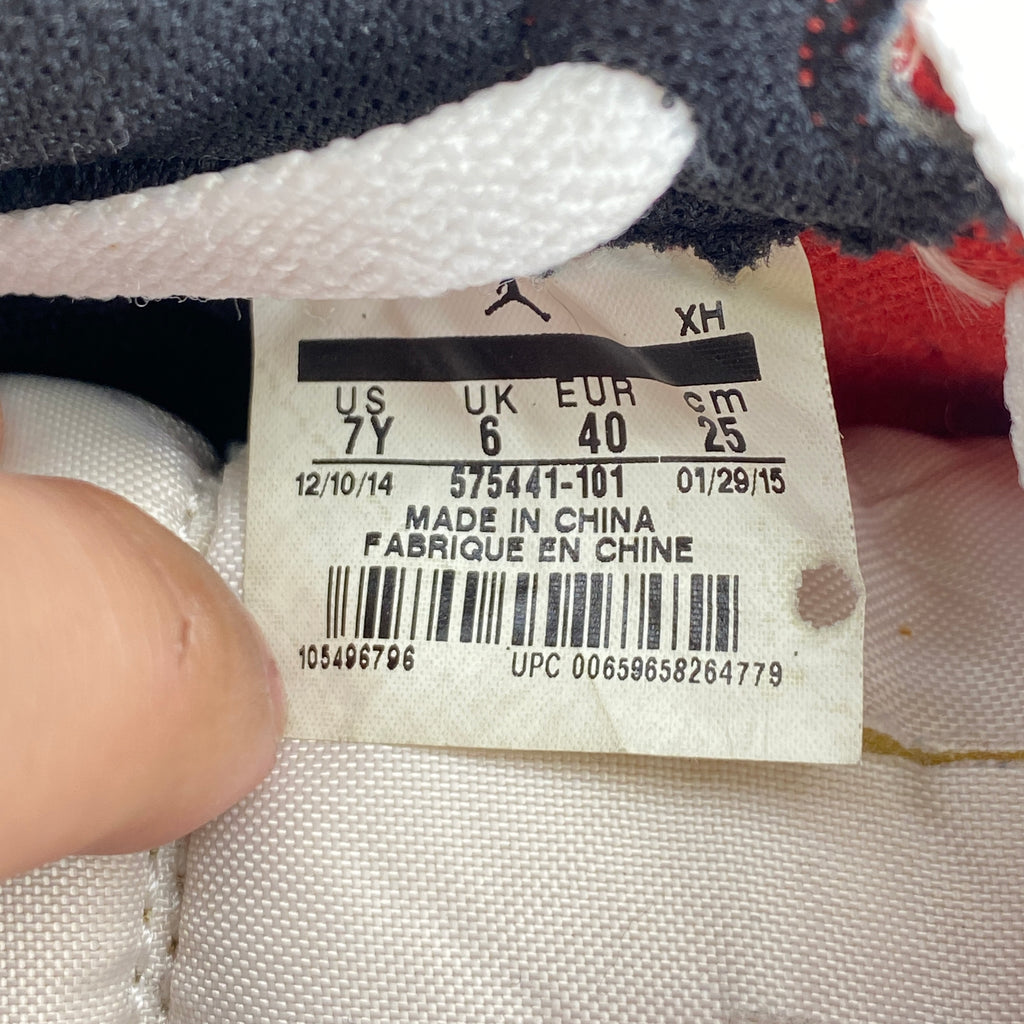 XH
US UK EUR cm
7Y 6 40 25
12/10/14 575441-101 01/29/15
MADE IN CHINA
FABRIQUE EN CHINE
105496796 UPC 00659658264779